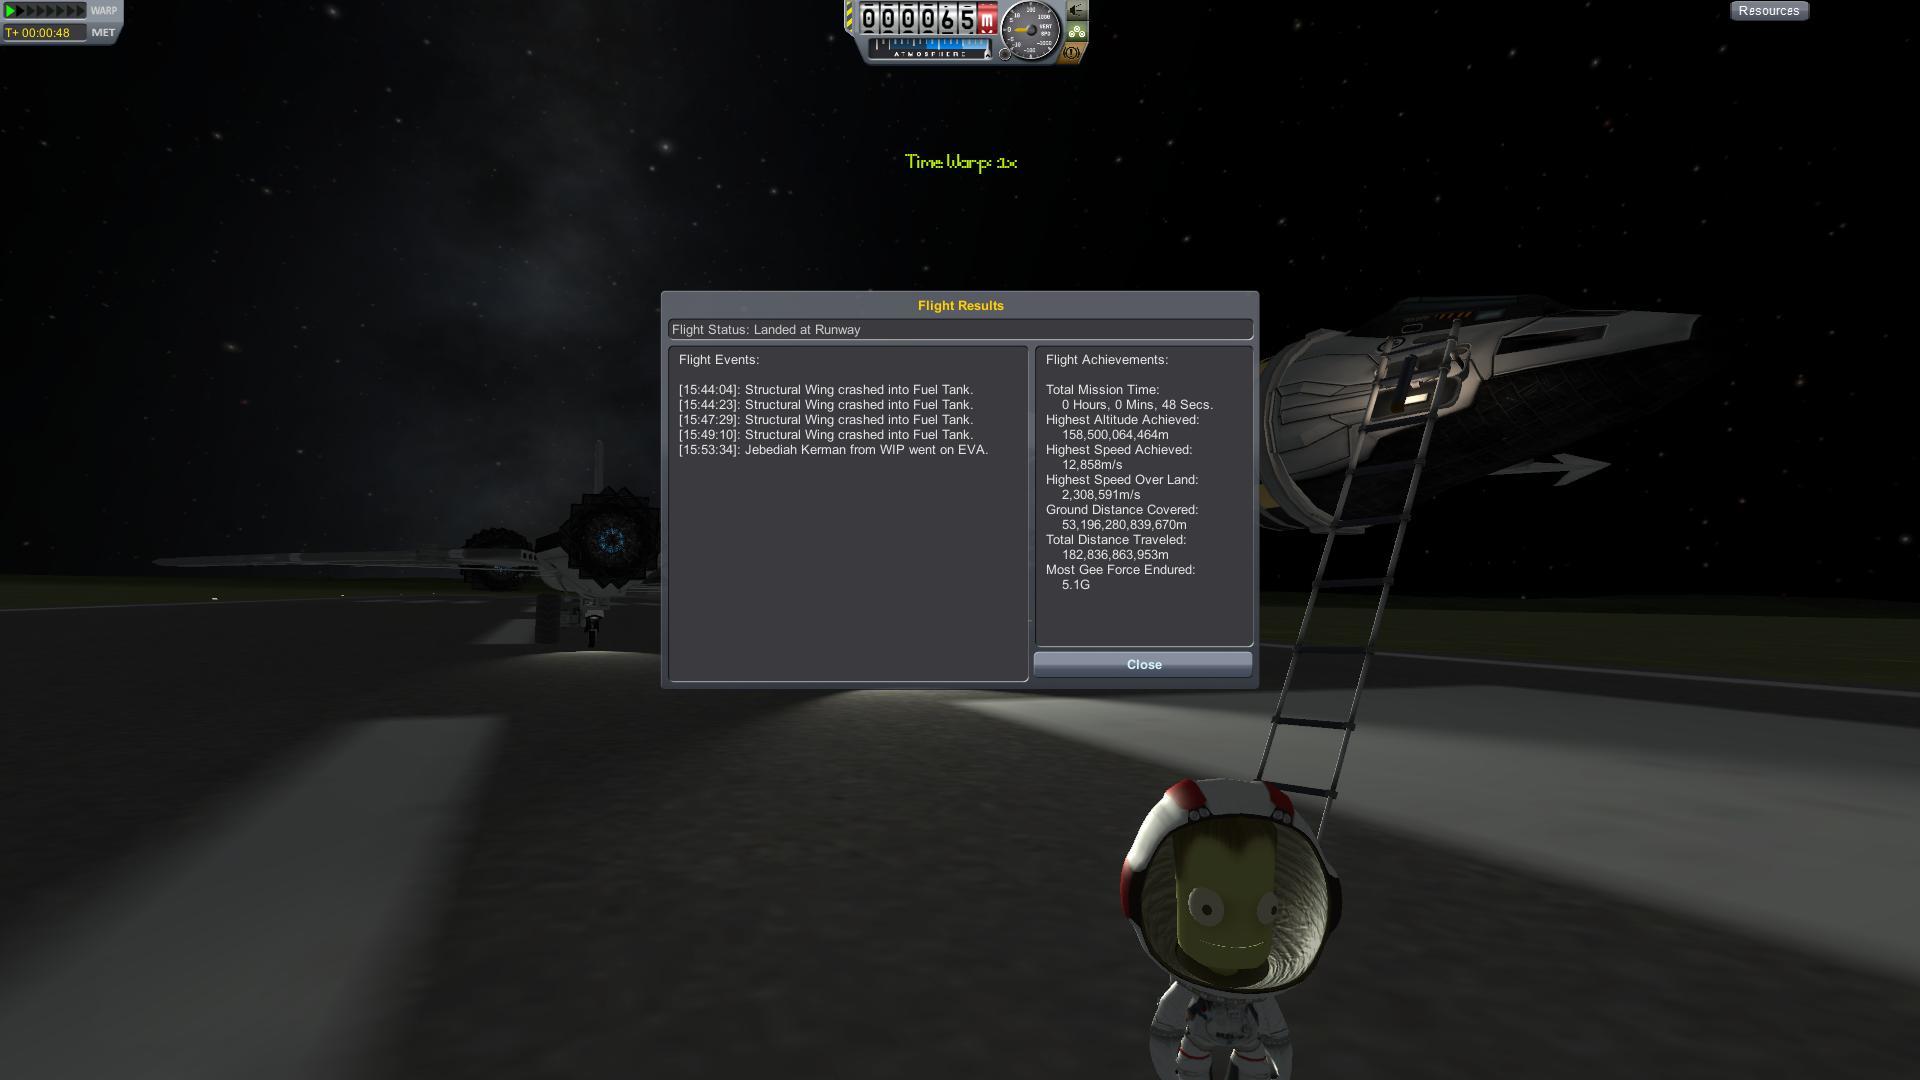 WARP
T+ 00:00:48 MET
000065 m
ATMOSPHERE
VERT
SPD
Resources
Time Warp: 1x
Flight Results
Flight Status: Landed at Runway
Flight Events:
[15:44:04]: Structural Wing crashed into Fuel Tank.
[15:44:23]: Structural Wing crashed into Fuel Tank.
[15:47:29]: Structural Wing crashed into Fuel Tank.
[15:49:10]: Structural Wing crashed into Fuel Tank.
[15:53:34]: Jebediah Kerman from WIP went on EVA.
Flight Achievements:
Total Mission Time:
0 Hours, 0 Mins, 48 Secs.
Highest Altitude Achieved:
158,500,064,464m
Highest Speed Achieved:
12,858m/s
Highest Speed Over Land:
2,308,591m/s
Ground Distance Covered:
53,196,280,839,670m
Total Distance Traveled:
182,836,863,953m
Most Gee Force Endured:
5.1G
Close